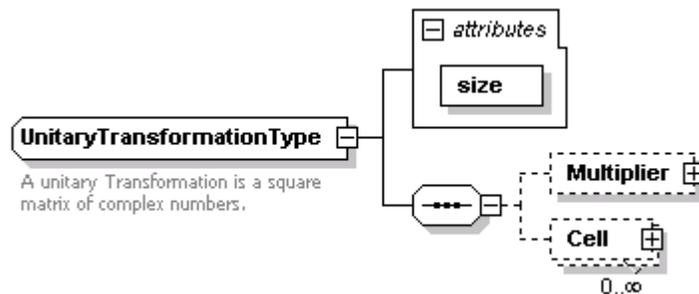 attributes
size
UnitaryTransformationType
A unitary Transformation is a square
matrix of complex numbers.
Multiplier
Cell
0..∞